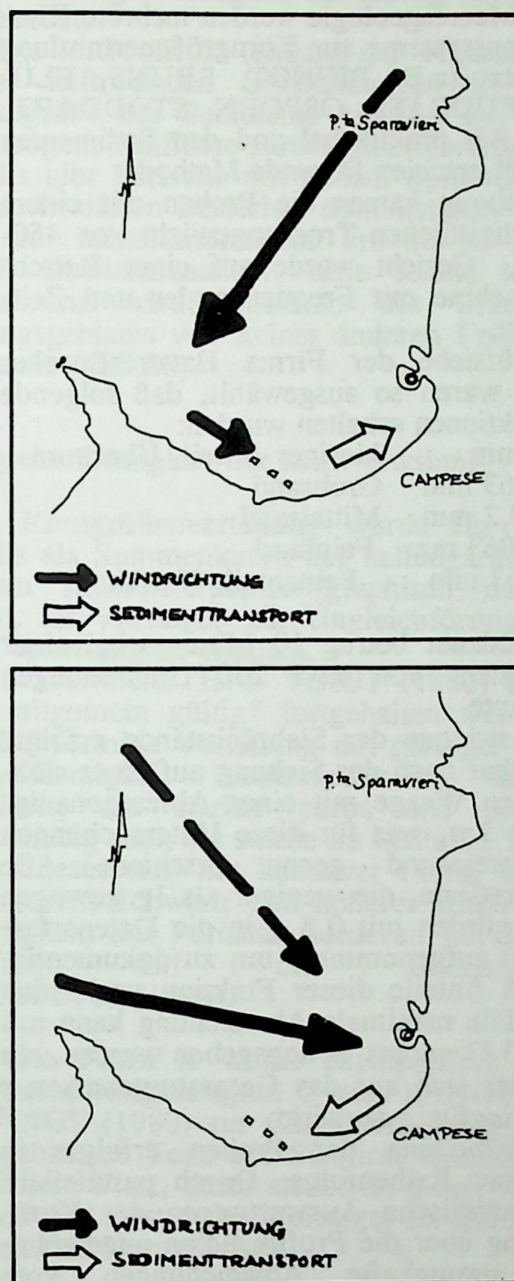 P.ta Sparavieri
N
CAMPESE
WINDRICHTUNG
SEDIMENTTRANSPORT
P.ta Sparavieri
N
CAMPESE
WINDRICHTUNG
SEDIMENTTRANSPORT